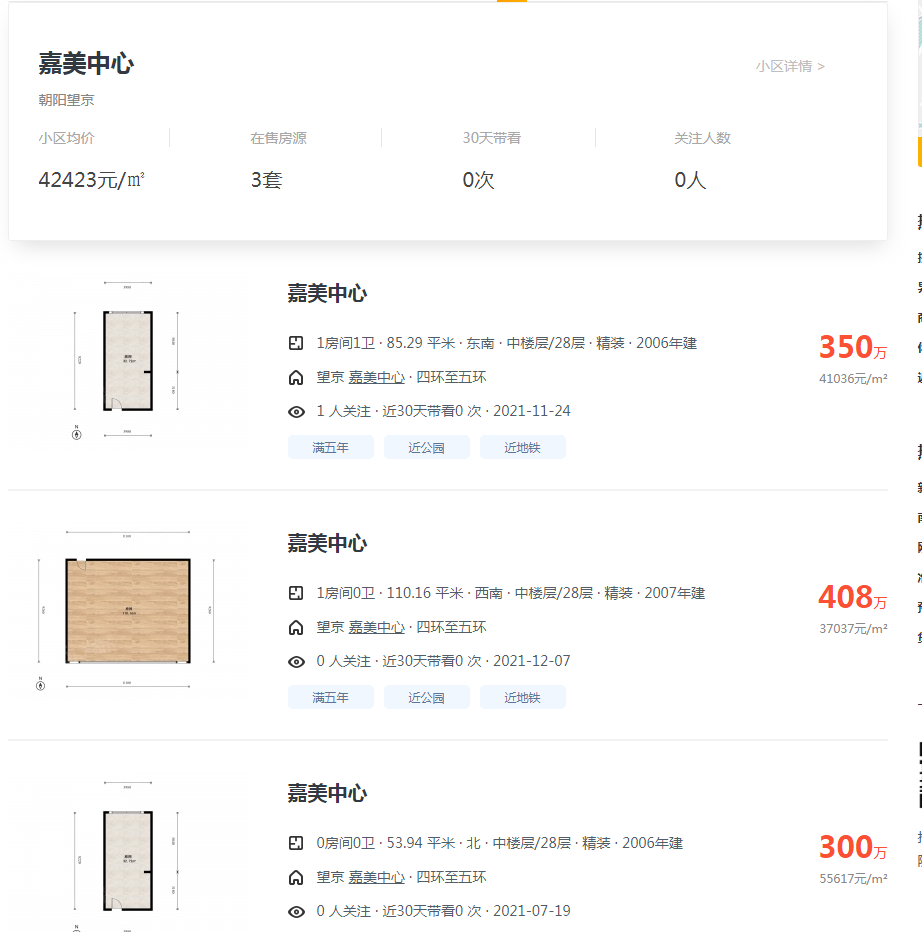 嘉美中心
小区详情 >
朝阳望京
小区均价 在售房源 30天带看 关注人数
42423元/㎡ 3套 0次 0人
嘉美中心
1房间1卫 · 85.29 平米 · 东南 · 中楼层/28层 · 精装 · 2006年建
350万
望京 嘉美中心 · 四环至五环
41036元/m²
1 人关注 · 近30天带看0 次 · 2021-11-24
满五年 近公园 近地铁
嘉美中心
1房间0卫 · 110.16 平米 · 西南 · 中楼层/28层 · 精装 · 2007年建
408万
望京 嘉美中心 · 四环至五环
37037元/m²
0 人关注 · 近30天带看0 次 · 2021-12-07
满五年 近公园 近地铁
嘉美中心
0房间0卫 · 53.94 平米 · 北 · 中楼层/28层 · 精装 · 2006年建
300万
望京 嘉美中心 · 四环至五环
55617元/m²
0 人关注 · 近30天带看0 次 · 2021-07-19